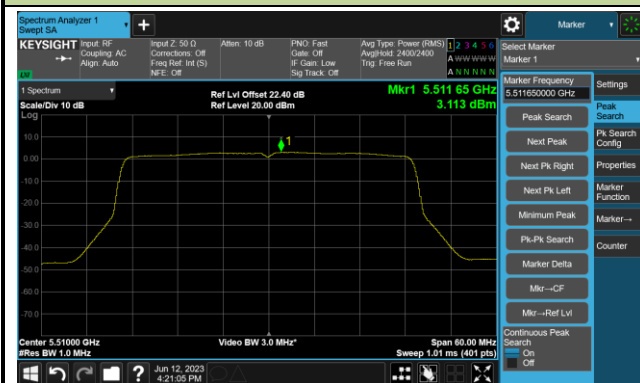 Spectrum Analyzer 1
Swept SA
+
Marker
KEYSIGHT
Input: RF
Coupling: AC
Align: Auto
Input Z: 50 Ω
Corrections: Off
Freq Ref: Int (S)
NFE: Off
Atten: 10 dB
PNO: Fast
Gate: Off
IF Gain: Low
Sig Track: Off
Avg Type: Power (RMS)
Avg|Hold: 2400/2400
Trig: Free Run
1 2 3 4 5 6
A W W W W W
A N N N N N
Select Marker
Marker 1
LXI
1 Spectrum
Scale/Div 10 dB
Log
Ref Lvl Offset 22.40 dB
Ref Level 20.00 dBm
Mkr1 5.511 65 GHz
3.113 dBm
10.0
0.00
-10.0
-20.0
-30.0
-40.0
-50.0
-60.0
-70.0
1
Center 5.51000 GHz
#Res BW 1.0 MHz
Video BW 3.0 MHz*
Span 60.00 MHz
Sweep 1.01 ms (401 pts)
Marker Frequency
5.511650000 GHz
Peak Search
Next Peak
Next Pk Right
Next Pk Left
Minimum Peak
Pk-Pk Search
Marker Delta
Mkr→CF
Mkr→Ref Lvl
Continuous Peak
Search
On
Off
Settings
Peak
Search
Pk Search
Config
Properties
Marker
Function
Marker→
Counter
?
Jun 12, 2023
4:21:05 PM